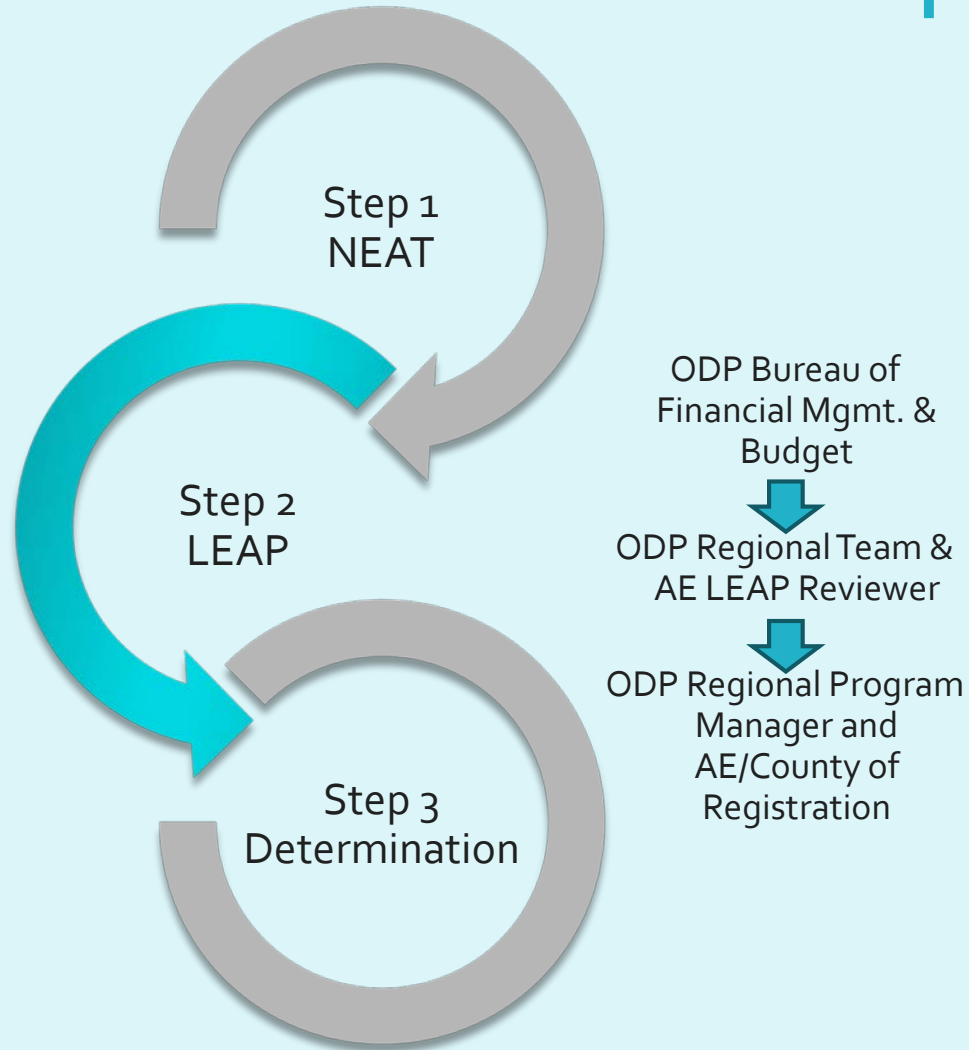 Step 1
NEAT
Step 2
LEAP
Step 3
Determination
ODP Bureau of
Financial Mgmt. &
Budget
ODP Regional Team &
AE LEAP Reviewer
ODP Regional Program
Manager and
AE/County of
Registration